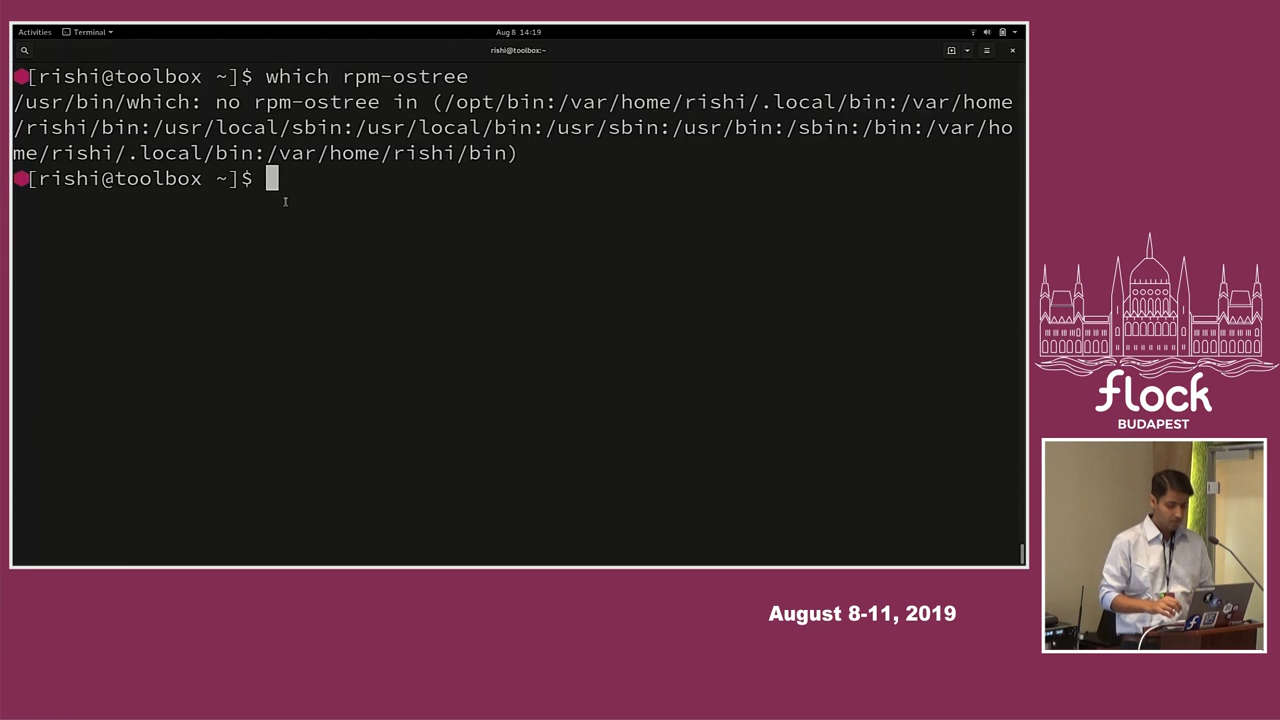 Activities Terminal Aug 8 14:19
rishi@toolbox:~
[rishi@toolbox ~]$ which rpm-ostree
/usr/bin/which: no rpm-ostree in (/opt/bin:/var/home/rishi/.local/bin:/var/home
/rishi/bin:/usr/local/sbin:/usr/local/bin:/usr/sbin:/usr/bin:/sbin:/bin:/var/ho
me/rishi/.local/bin:/var/home/rishi/bin)
[rishi@toolbox ~]$
flock
BUDAPEST
August 8-11, 2019